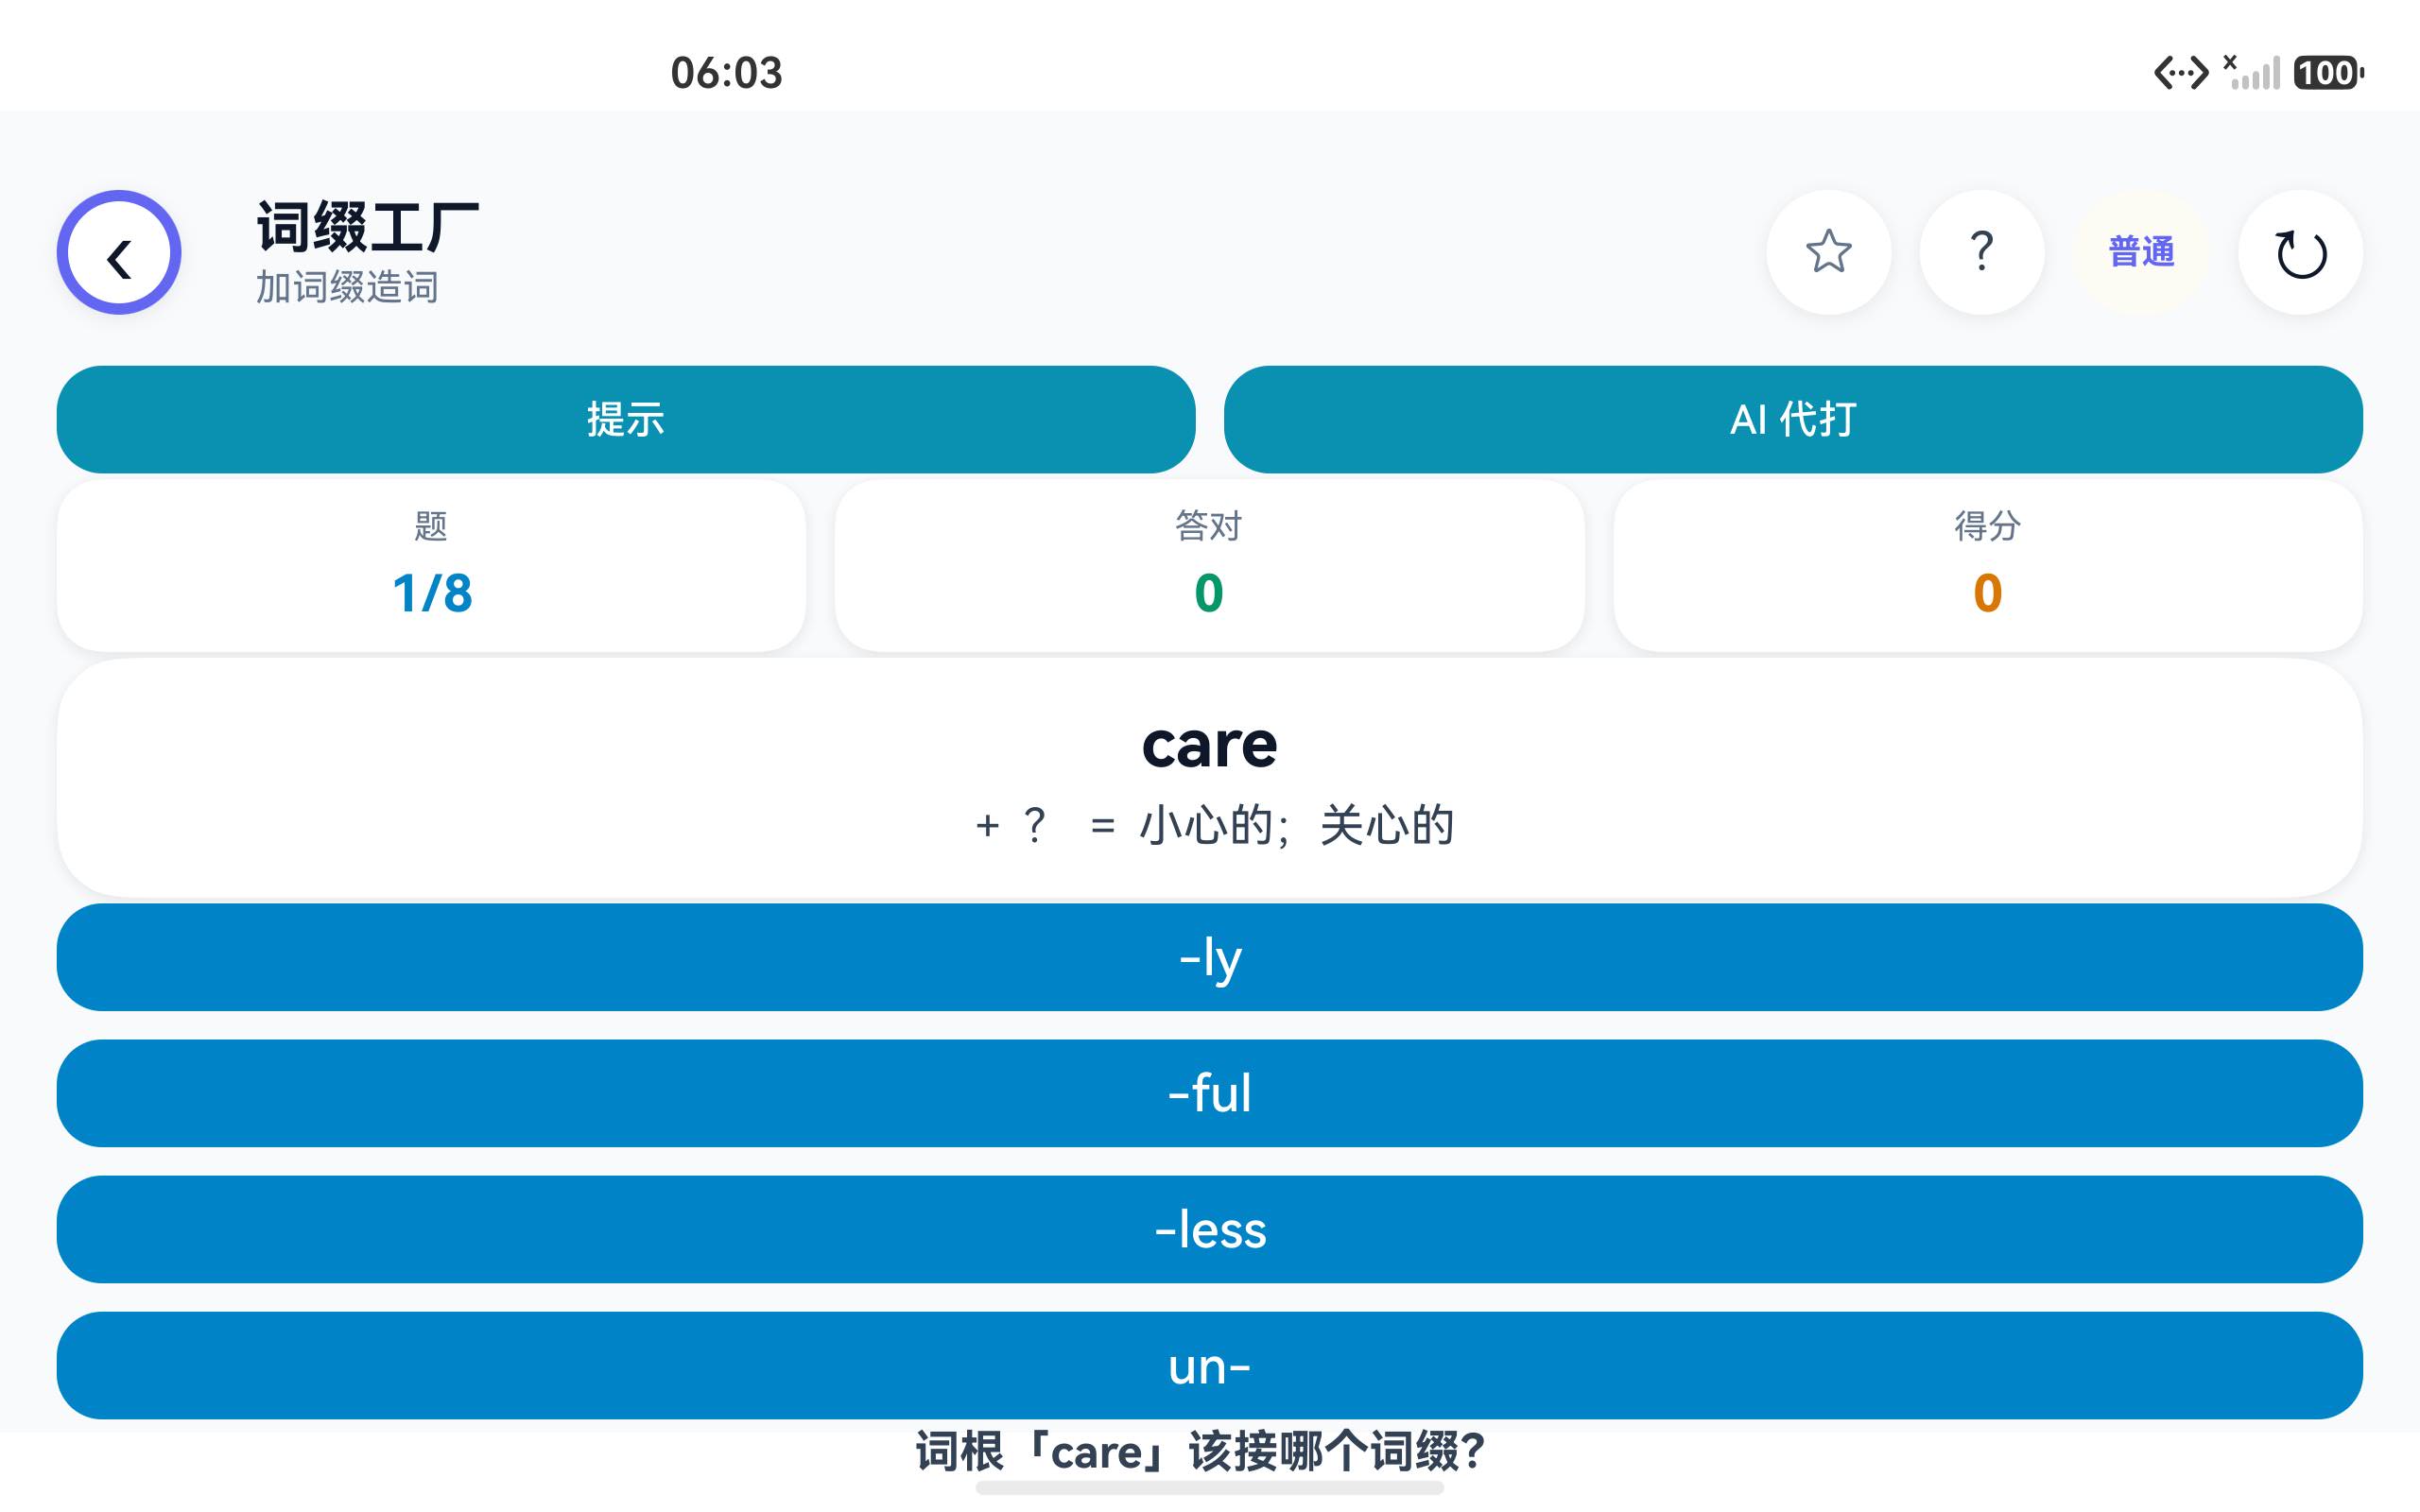 06:03
100
词缀工厂
加词缀造词
?
普通
提示
AI 代打
题
1/8
答对
0
得分
0
care
+ ? = 小心的；关心的
-ly
-ful
-less
un-
词根「care」该接哪个词缀？